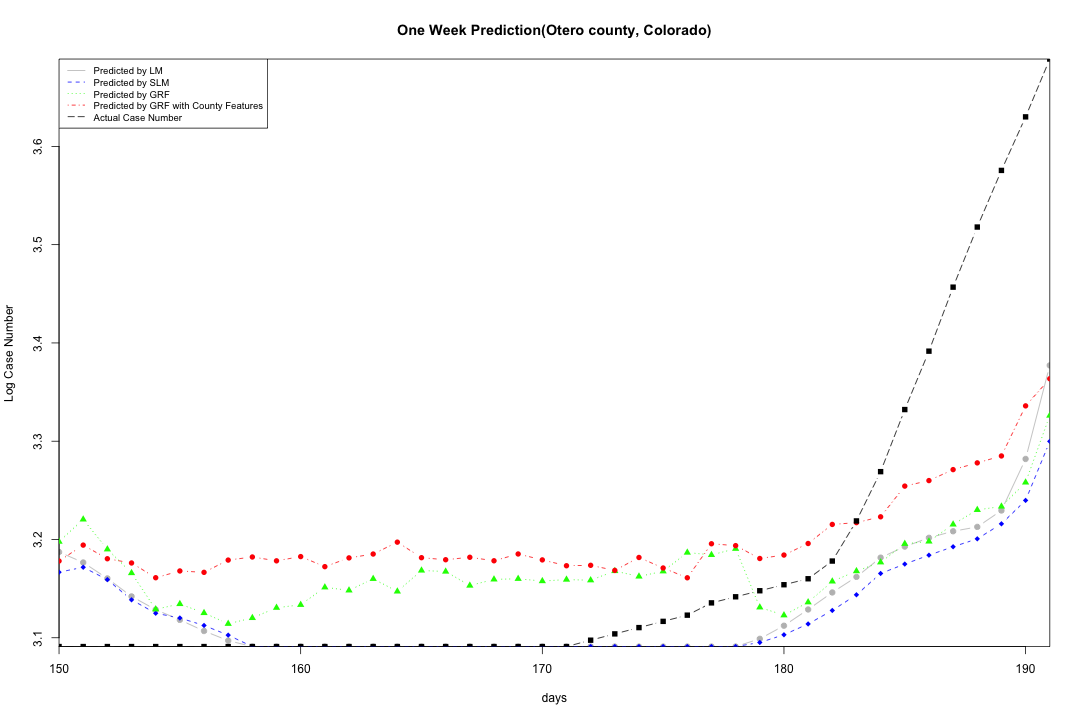 One Week Prediction(Otero county, Colorado)
Predicted by LM
Predicted by SLM
Predicted by GRF
Predicted by GRF with County Features
Actual Case Number
Log Case Number
3.6
3.5
3.4
3.3
3.2
3.1
150 160 170 180 190
days